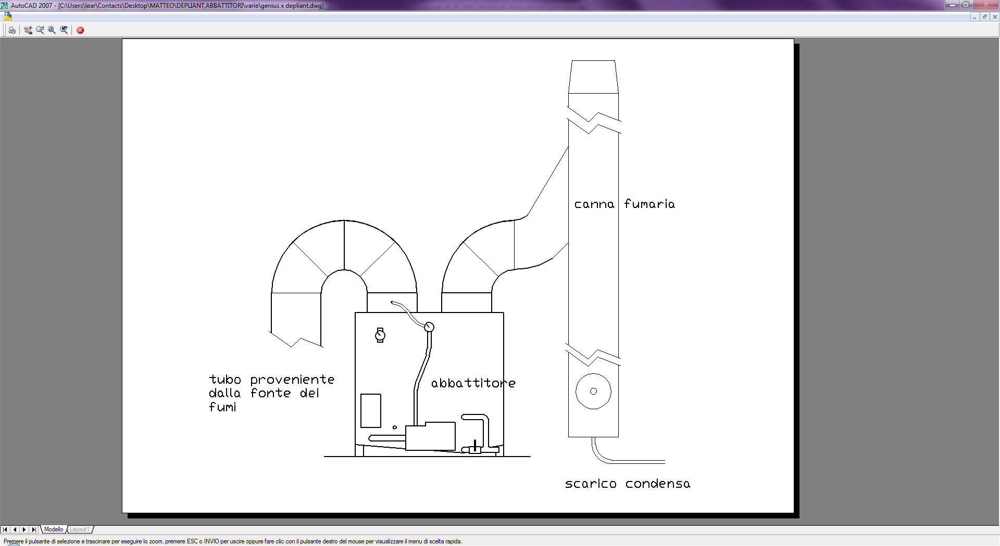 AutoCAD 2007 - [C:\Users\lear\Contacts\Desktop\MATTEO\DEPLIANT,ABBATTITORI\varie\genius x depliant.dwg]
canna fumaria
tubo proveniente
dalla fonte dei
fumi
abbattitore
scarico condensa
Modello
Layout1
Premere il pulsante di selezione e trascinare per eseguire lo zoom, premere ESC o INVIO per uscire oppure fare clic con il pulsante destro del mouse per visualizzare il menu di scelta rapida.